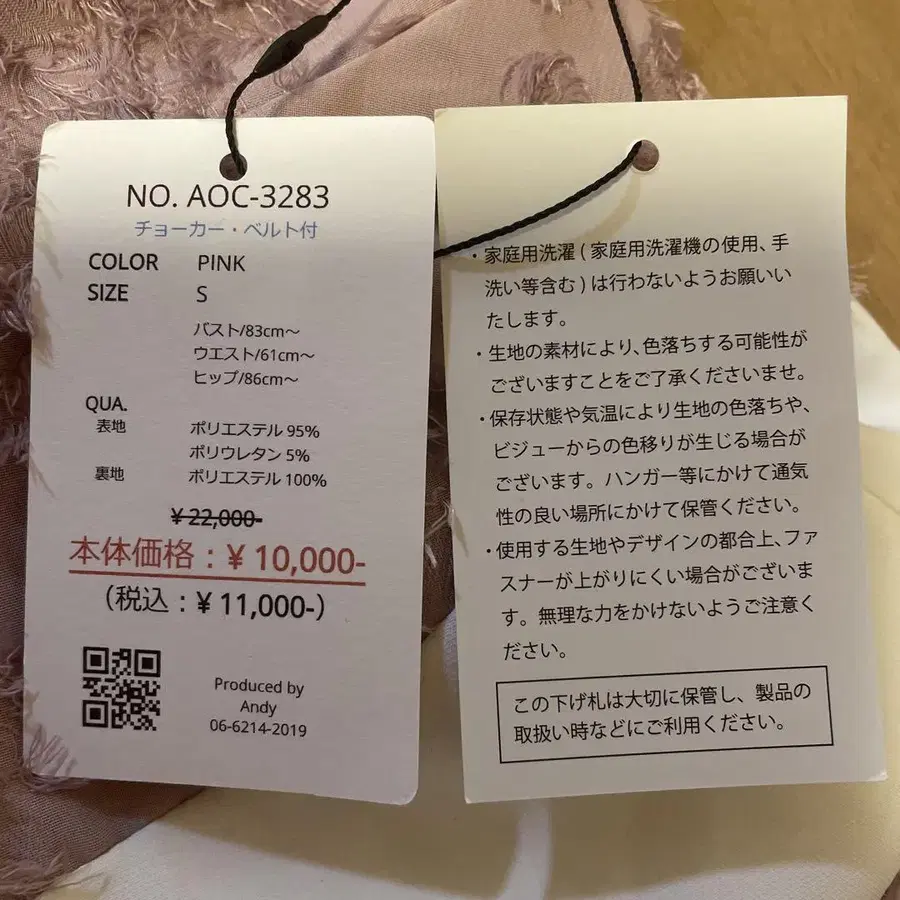 NO. AOC-3283
チョーカー・ベルト付
COLOR PINK
SIZE S
バスト/83cm～
ウエスト/61cm～
ヒップ/86cm～
QUA.
表地 ポリエステル 95%
ポリウレタン 5%
裏地 ポリエステル 100%
¥22,000-
本体価格：¥10,000-
（税込：¥11,000-）
Produced by
Andy
06-6214-2019
・家庭用洗濯(家庭用洗濯機の使用、手
洗い等含む)は行わないようお願いい
たします。
・生地の素材により、色落ちする可能性が
ございますことをご了承くださいませ。
・保存状態や気温により生地の色落ちや、
ビジューからの色移りが生じる場合が
ございます。ハンガー等にかけて通気
性の良い場所にかけて保管ください。
・使用する生地やデザインの都合上、ファ
スナーが上がりにくい場合がございま
す。無理な力をかけないようご注意く
ださい。
この下げ札は大切に保管し、製品の
取扱い時などにご利用ください。